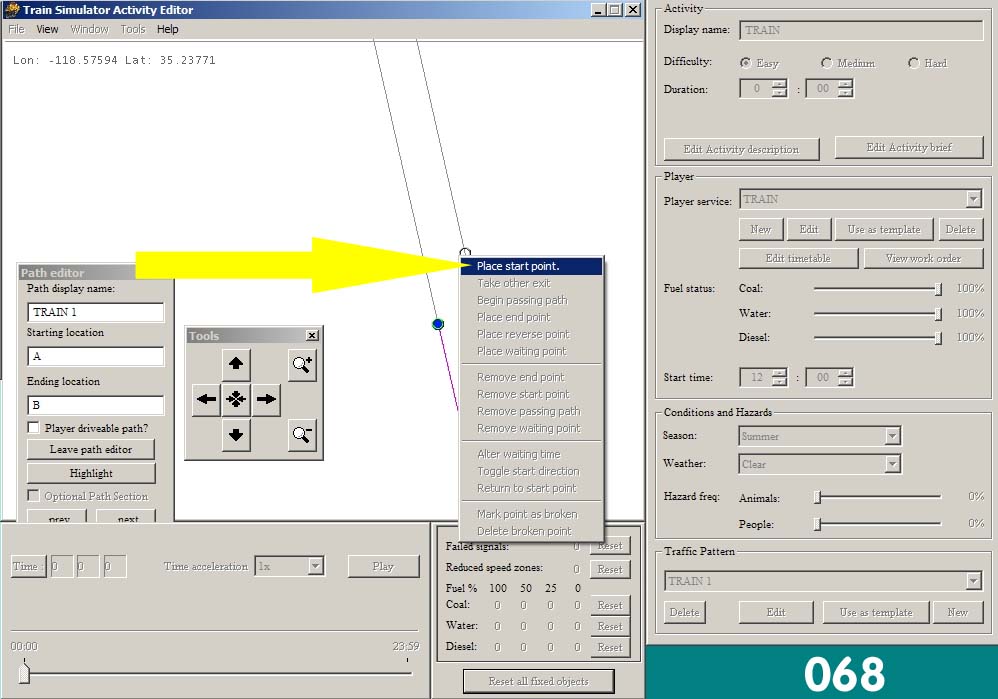 Train Simulator Activity Editor
File View Window Tools Help
Lon: -118.57594 Lat: 35.23771
Path editor
Path display name:
TRAIN 1
Starting location
A
Ending location
B
Player driveable path?
Leave path editor
Highlight
Optional Path Section
prev next
Tools
Place start point.
Take other exit
Begin passing path
Place end point
Place reverse point
Place waiting point
Remove end point
Remove start point
Remove passing path
Remove waiting point
Alter waiting time
Toggle start direction
Return to start point
Mark point as broken
Delete broken point
Time : 0 0 0 Time acceleration 1x Play
00:00 23:59
Failed signals: 0 Reset
Reduced speed zones: 0 Reset
Fuel % 100 50 25 0
Coal: 0 0 0 0 Reset
Water: 0 0 0 0 Reset
Diesel: 0 0 0 0 Reset
Reset all fixed objects
Activity
Display name: TRAIN
Difficulty: Easy Medium Hard
Duration: 0 : 00
Edit Activity description Edit Activity brief
Player
Player service: TRAIN
New Edit Use as template Delete
Edit timetable View work order
Fuel status: Coal: 100%
Water: 100%
Diesel: 100%
Start time: 12 : 00
Conditions and Hazards
Season: Summer
Weather: Clear
Hazard freq: Animals: 0%
People: 0%
Traffic Pattern
TRAIN 1
Delete Edit Use as template New
068